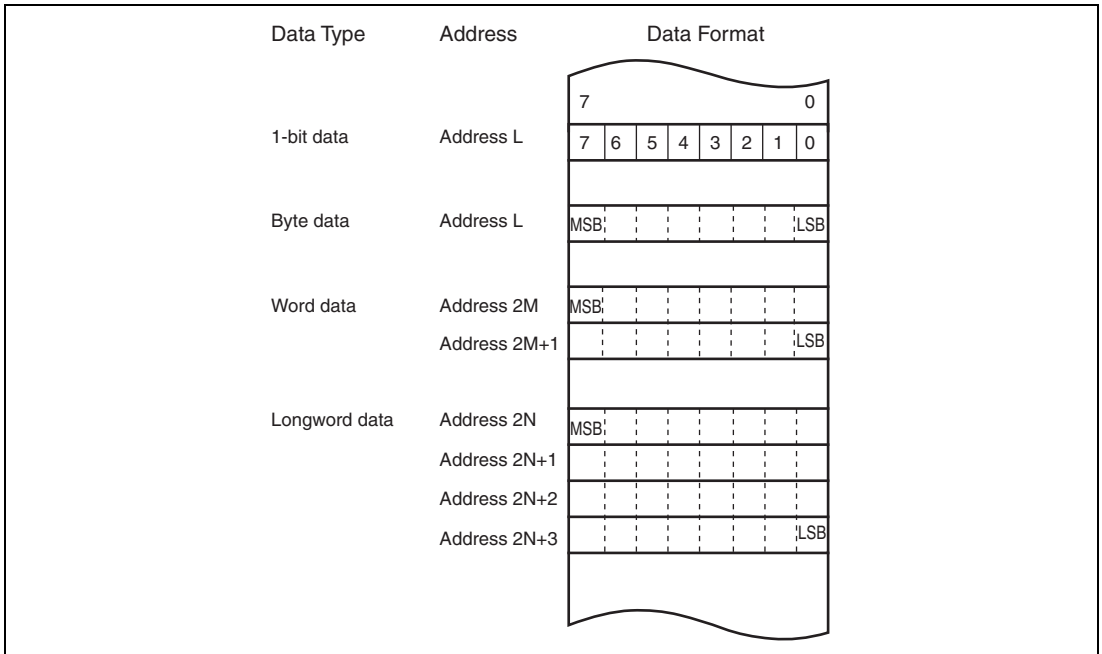 Data Type Address Data Format
7 0
1-bit data Address L 7 6 5 4 3 2 1 0
Byte data Address L MSB LSB
Word data Address 2M MSB
Address 2M+1 LSB
Longword data Address 2N MSB
Address 2N+1
Address 2N+2
Address 2N+3 LSB